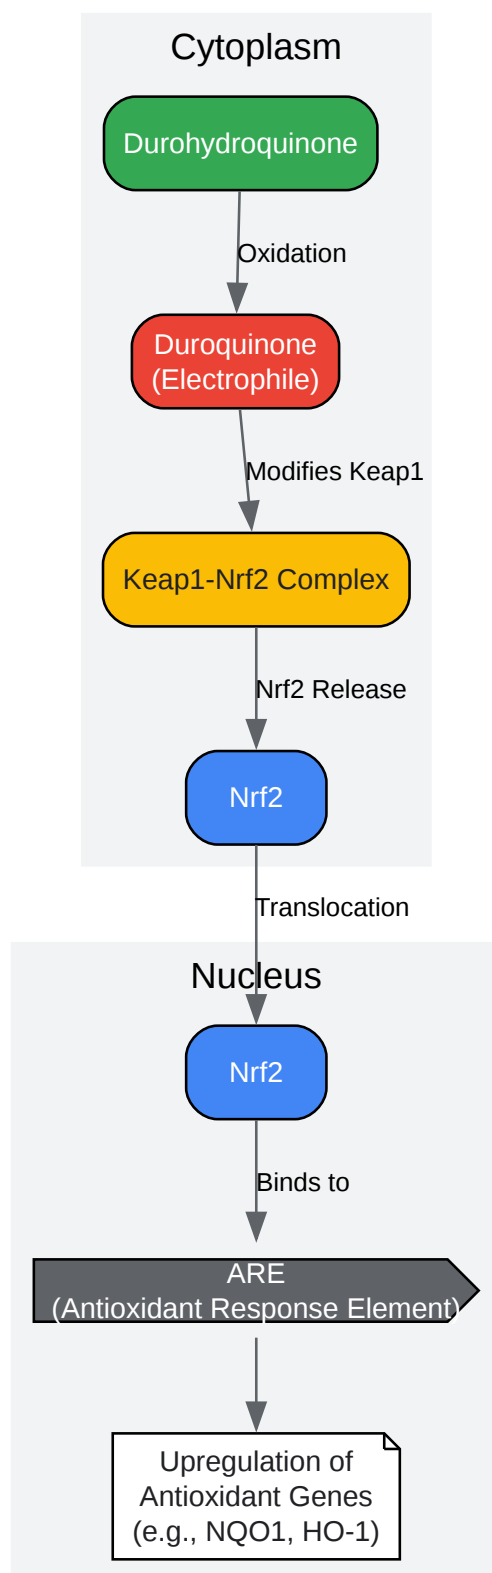 Cytoplasm
Durohydroquinone
Oxidation
Duroquinone
(Electrophile)
Modifies Keap1
Keap1-Nrf2 Complex
Nrf2 Release
Nrf2
Translocation
Nucleus
Nrf2
Binds to
ARE
(Antioxidant Response Element)
Upregulation of
Antioxidant Genes
(e.g., NQO1, HO-1)